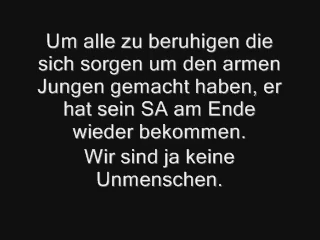 Um alle zu beruhigen die
sich sorgen um den armen
Jungen gemacht haben, er
hat sein SA am Ende
wieder bekommen.
Wir sind ja keine
Unmenschen.